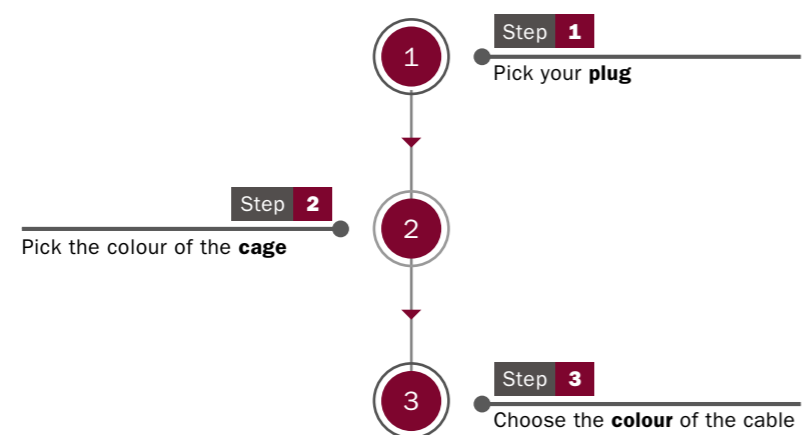 Step 1
1
Pick your plug
Step 2
2
Pick the colour of the cage
Step 3
3
Choose the colour of the cable